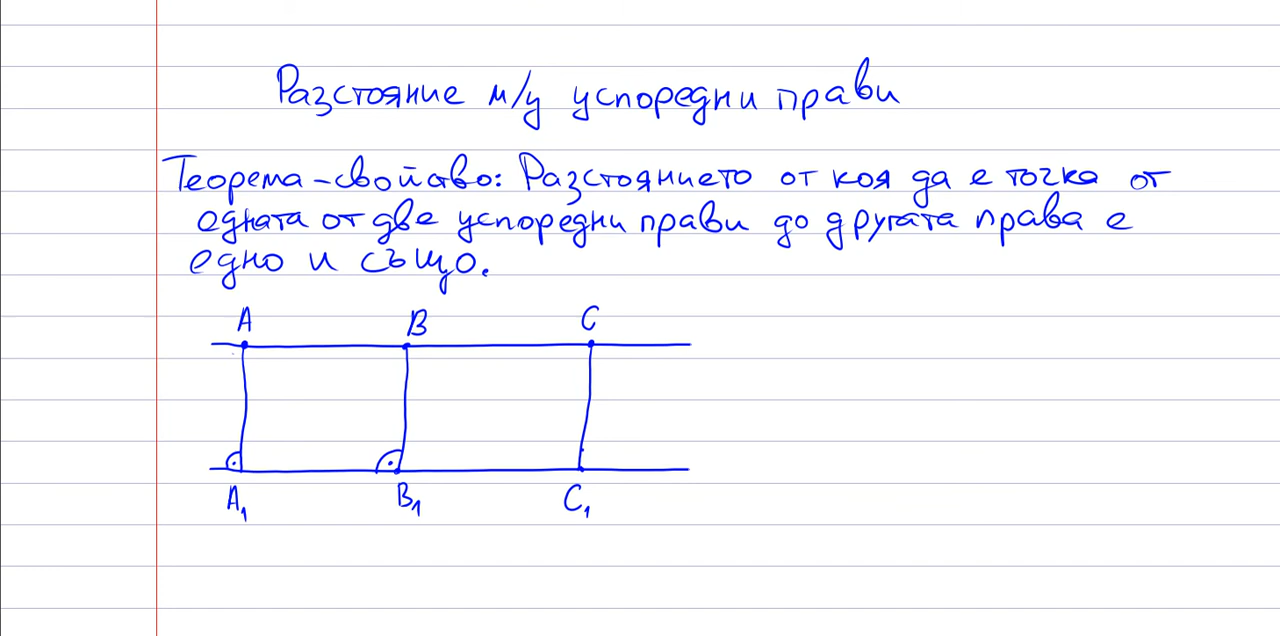 Разстояние м/у успоредни прави
Теорема-свойство: Разстоянието от коя да е точка от
едната от две успоредни прави до другата права е
едно и също.
A B C
A₁ B₁ C₁